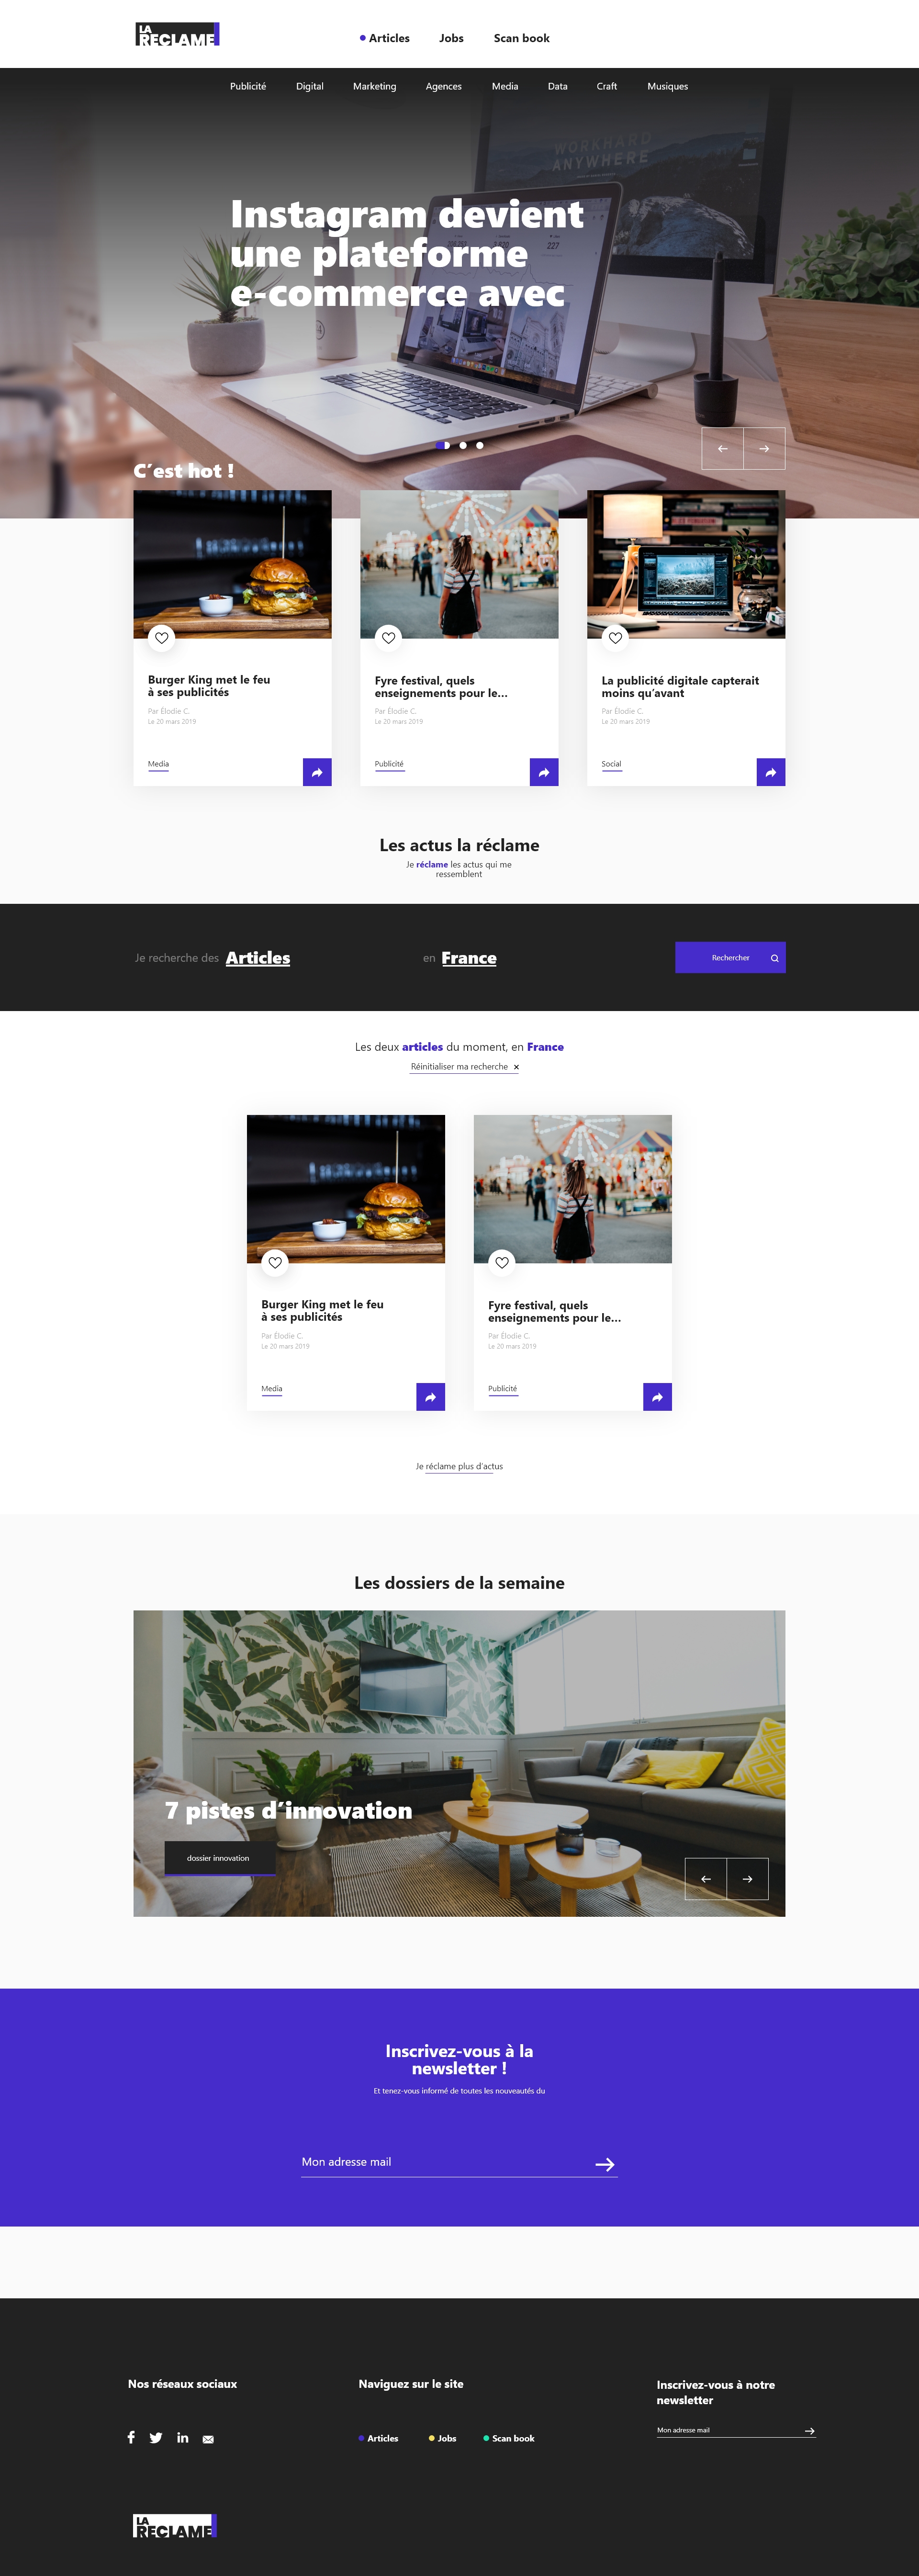 LA
RECLAME
Articles
Jobs
Scan book
Publicité
Digital
Marketing
Agences
Media
Data
Craft
Musiques
WORK HARD
ANYWHERE
Instagram devient
une plateforme
e-commerce avec
227
C’est hot !
Burger King met le feu
à ses publicités
Par Élodie C.
Le 20 mars 2019
Media
Fyre festival, quels
enseignements pour le...
Par Élodie C.
Le 20 mars 2019
Publicité
La publicité digitale capterait
moins qu’avant
Par Élodie C.
Le 20 mars 2019
Social
Les actus la réclame
Je réclame les actus qui me
ressemblent
Je recherche des Articles
en France
Rechercher
Les deux articles du moment, en France
Réinitialiser ma recherche
Burger King met le feu
à ses publicités
Par Élodie C.
Le 20 mars 2019
Media
Fyre festival, quels
enseignements pour le...
Par Élodie C.
Le 20 mars 2019
Publicité
Je réclame plus d’actus
Les dossiers de la semaine
7 pistes d’innovation
dossier innovation
Inscrivez-vous à la
newsletter !
Et tenez-vous informé de toutes les nouveautés du
Mon adresse mail
Nos réseaux sociaux
Naviguez sur le site
Articles
Jobs
Scan book
Inscrivez-vous à notre
newsletter
Mon adresse mail
LA
RECLAME